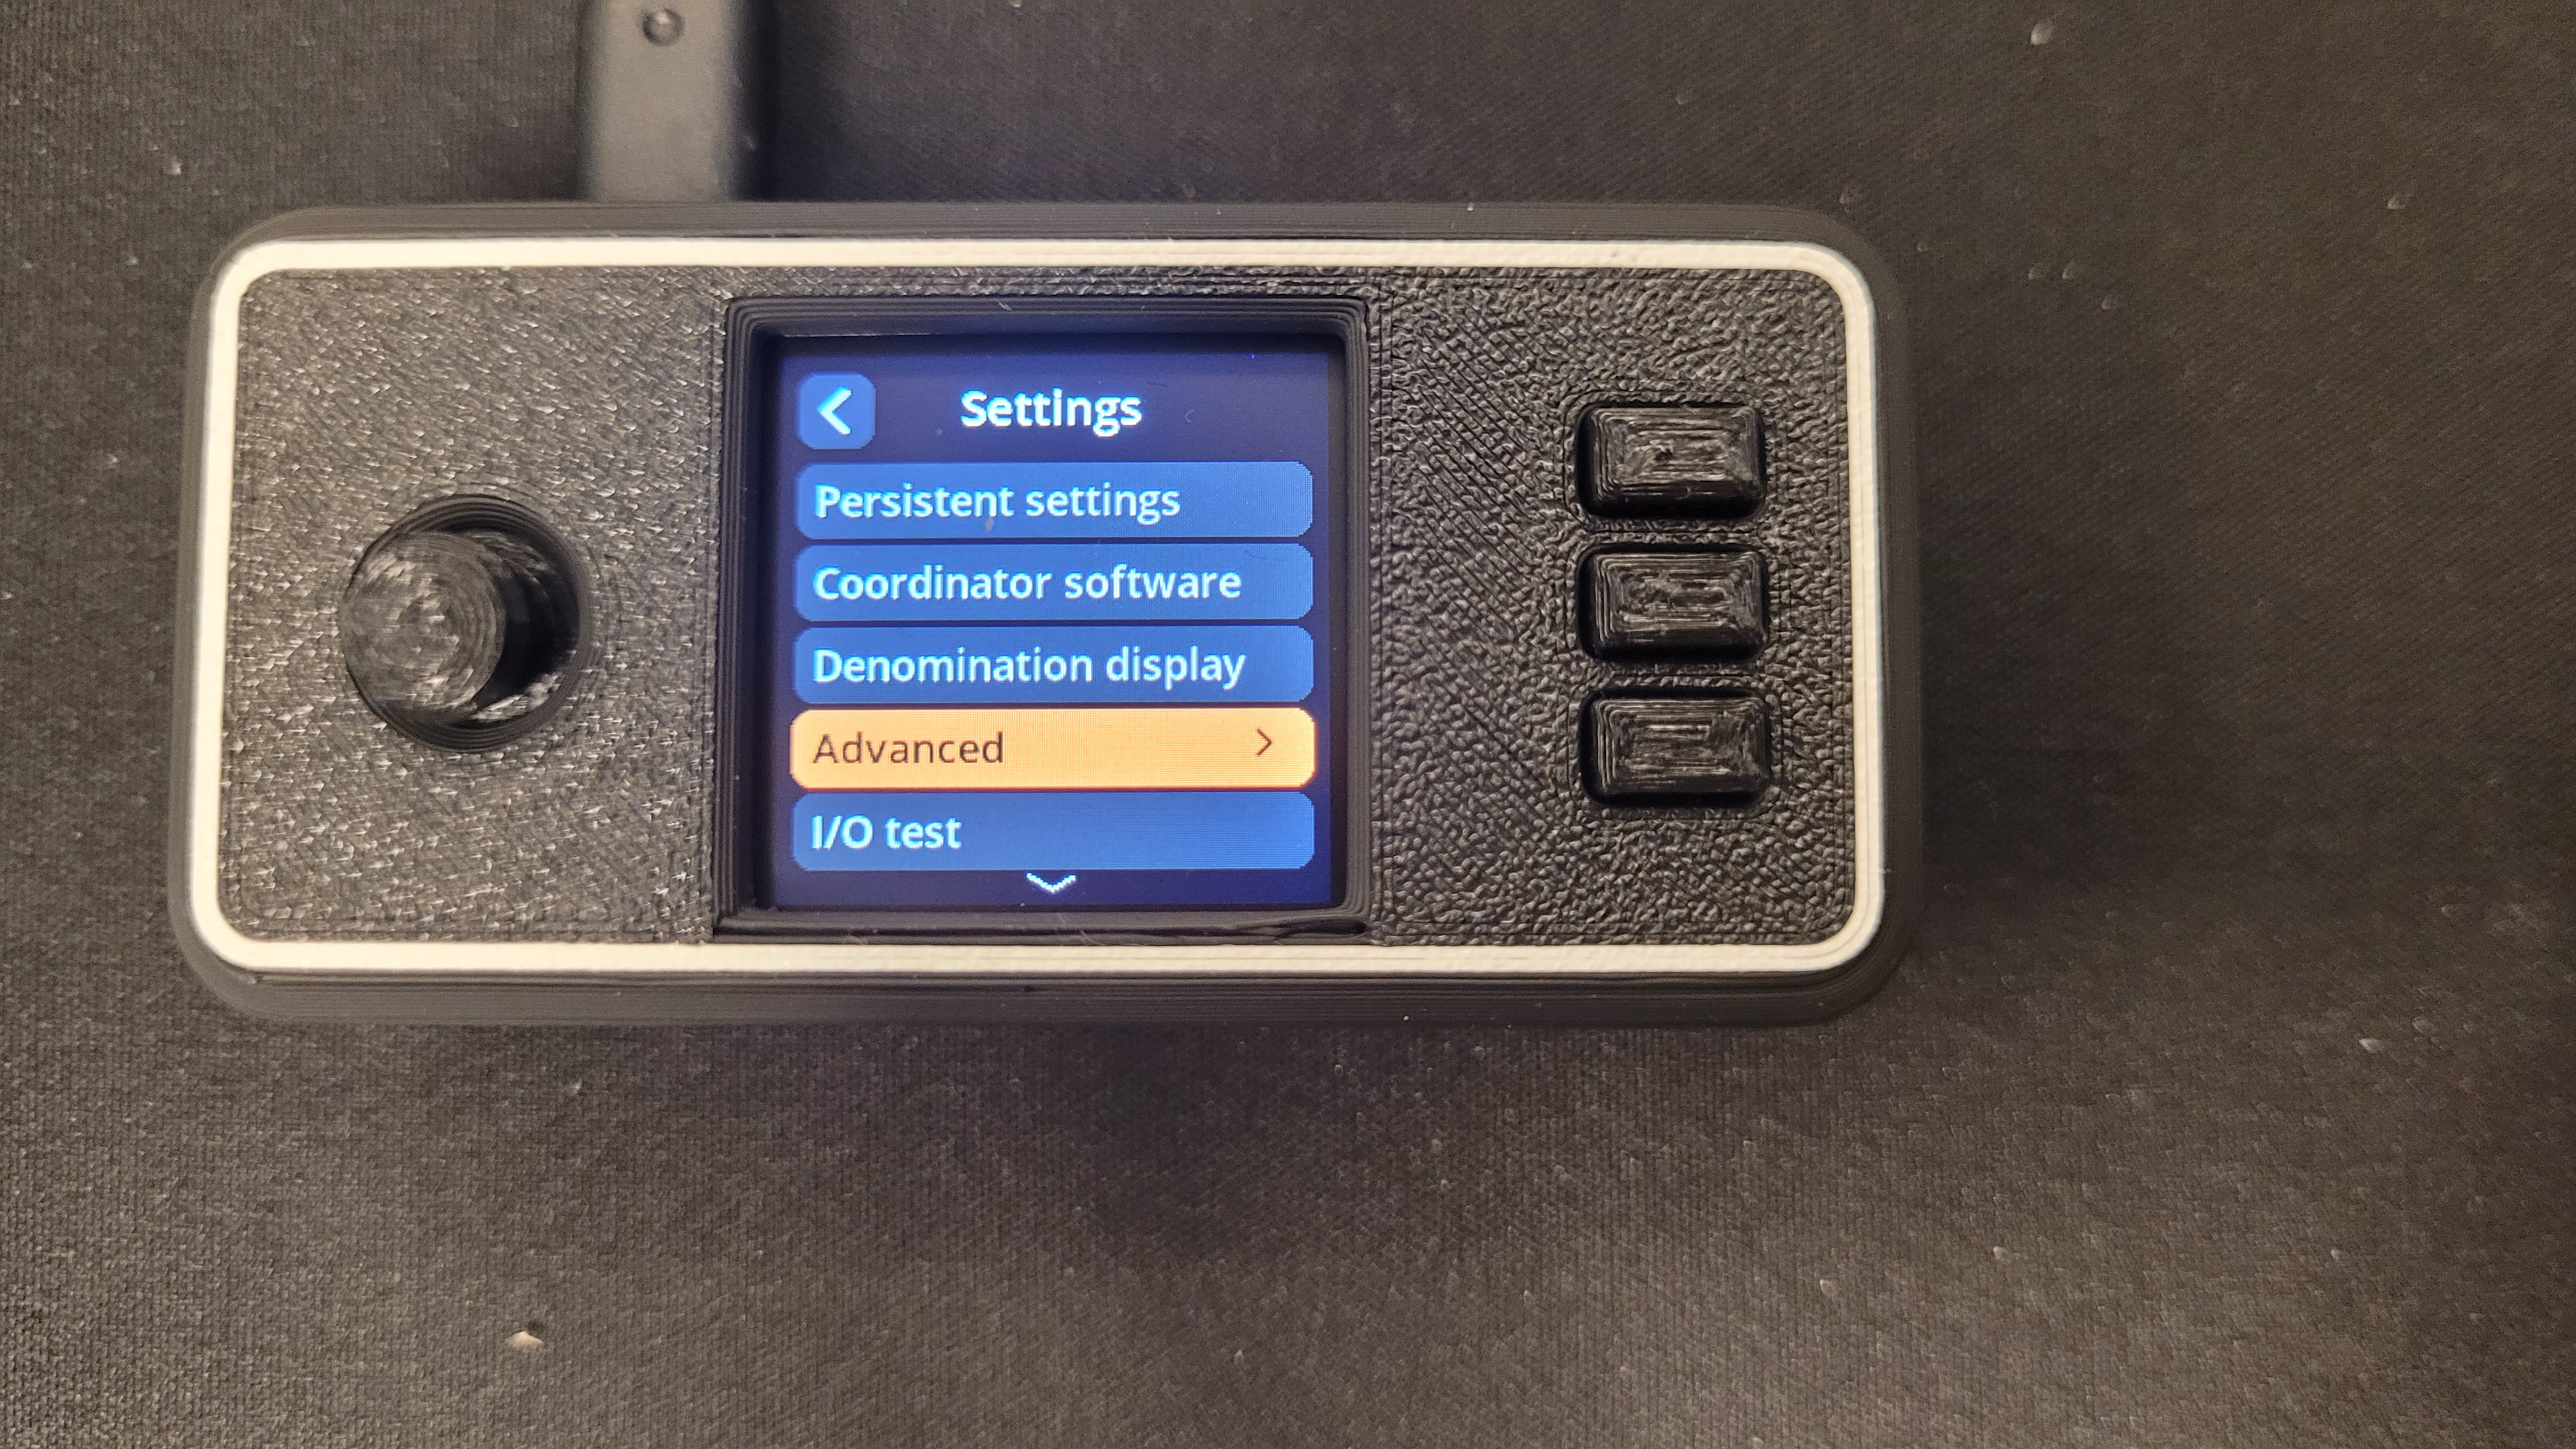 Settings
Persistent settings
Coordinator software
Denomination display
Advanced
I/O test